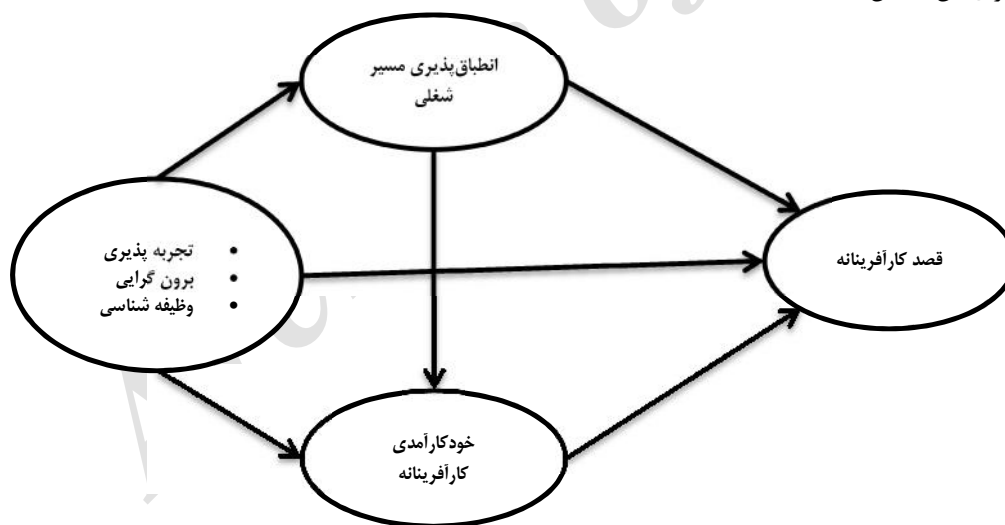 انطباق‌پذیری مسیر
شغلی
تجربه پذیری
برون گرایی
وظیفه شناسی
قصد کارآفرینانه
خودکارآمدی
کارآفرینانه